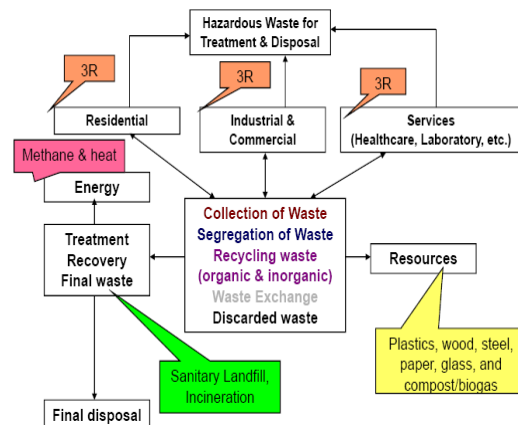 Hazardous Waste for
Treatment & Disposal
3R
3R
3R
Residential
Industrial &
Commercial
Services
(Healthcare, Laboratory, etc.)
Methane & heat
Energy
Collection of Waste
Segregation of Waste
Recycling waste
(organic & inorganic)
Waste Exchange
Discarded waste
Treatment
Recovery
Final waste
Resources
Sanitary Landfill,
Incineration
Plastics, wood, steel,
paper, glass, and
compost/biogas
Final disposal